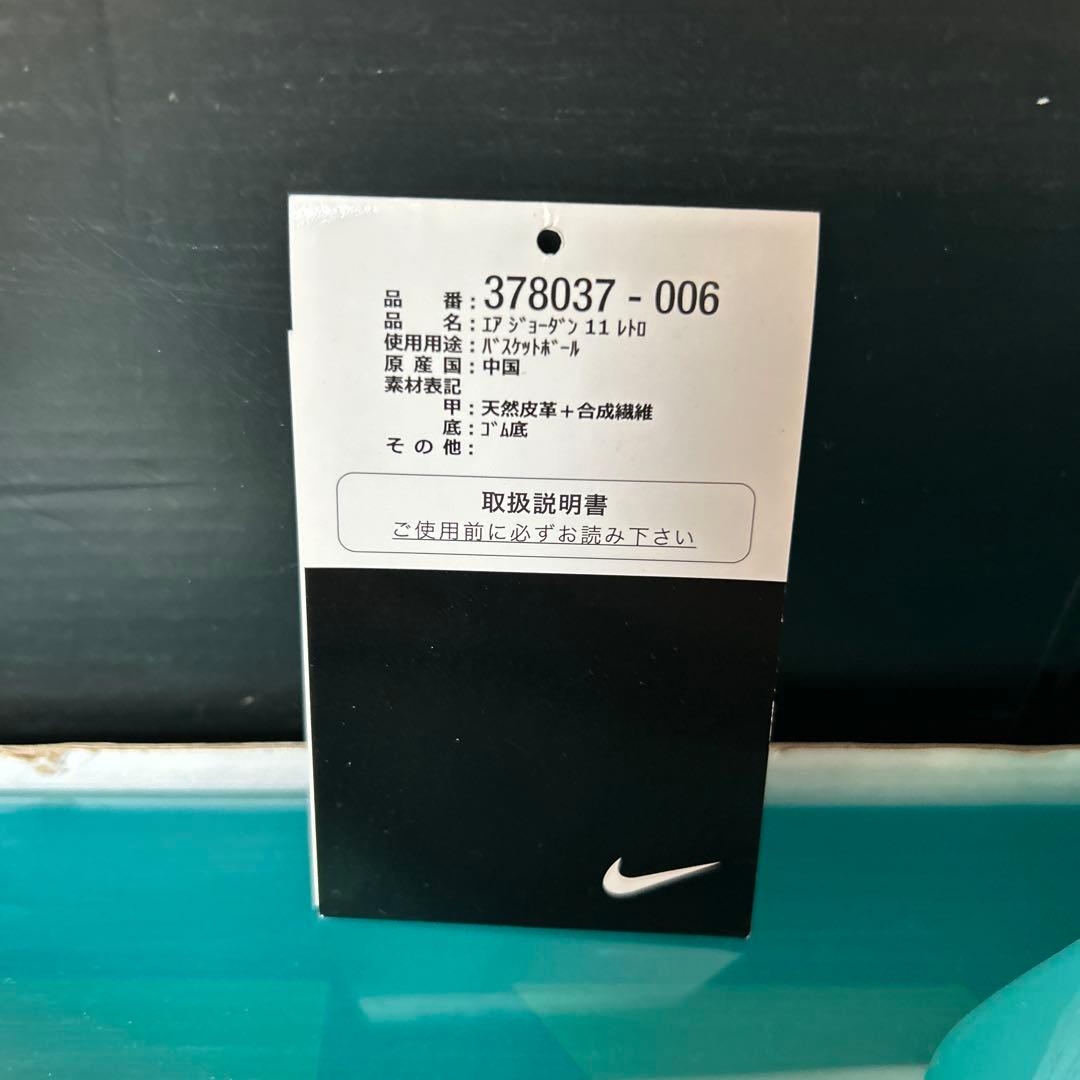 品 番：378037 - 006
品 名：ｴｱ ｼﾞｮｰﾀﾞﾝ 11 ﾚﾄﾛ
使用用途：ﾊﾞｽｹｯﾄﾎﾞｰﾙ
原産国：中国
素材表記
甲：天然皮革＋合成繊維
底：ｺﾞﾑ底
その他：
取扱説明書
ご使用前に必ずお読み下さい